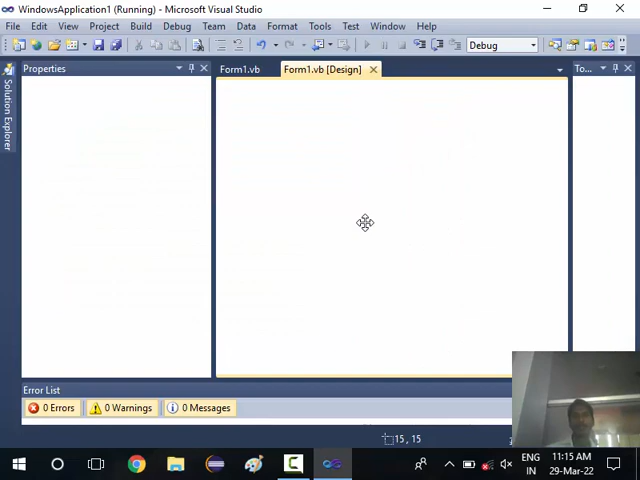 WindowsApplication1 (Running) - Microsoft Visual Studio
File Edit View Project Build Debug Team Data Format Tools Test Window Help
Debug
Properties
Form1.vb Form1.vb [Design]
To...
Solution Explorer
Error List
0 Errors 0 Warnings 0 Messages
15 , 15
ENG 11:15 AM
IN 29-Mar-22